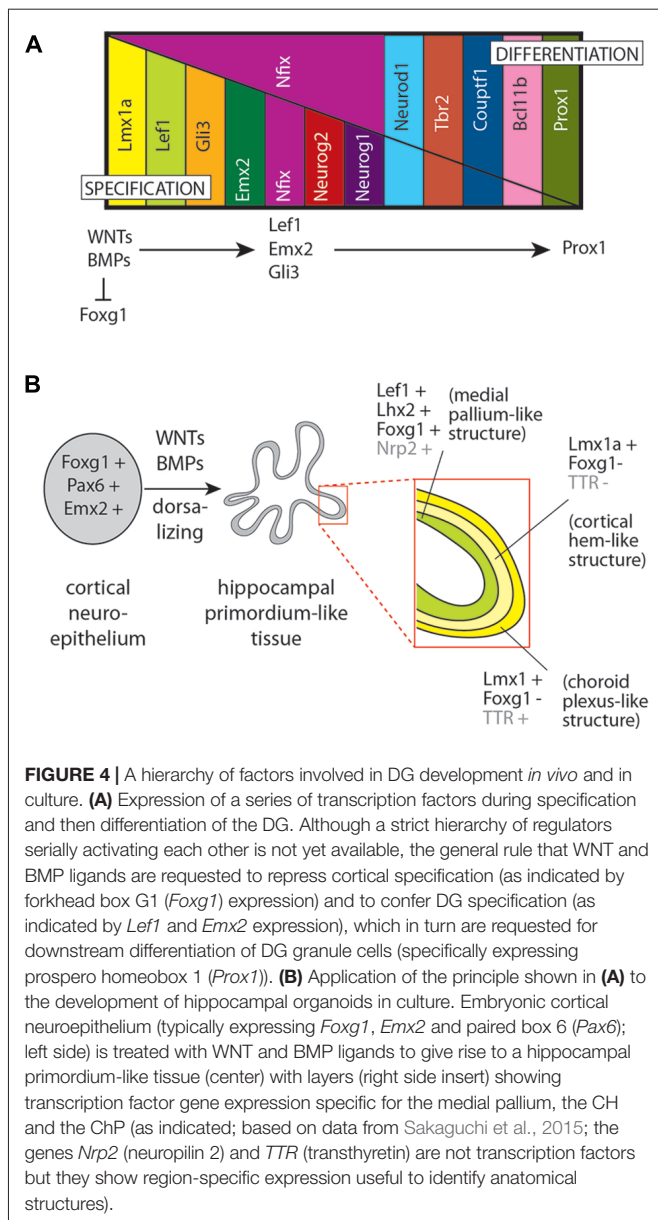 A
DIFFERENTIATION
Lmx1a
Lef1
Gli3
Emx2
Nfix
Nfix
Neurog2
Neurog1
Neurod1
Tbr2
Couptf1
Bcl11b
Prox1
SPECIFICATION
WNTs
BMPs
Foxg1
Lef1
Emx2
Gli3
Prox1
B
Foxg1 +
Pax6 +
Emx2 +
cortical
neuro-
epithelium
WNTs
BMPs
dorsa-
lizing
hippocampal
primordium-like
tissue
Lef1 +
Lhx2 +
Foxg1 +
Nrp2 +
(medial
pallium-like
structure)
Lmx1a +
Foxg1-
TTR -
(cortical
hem-like
structure)
Lmx1 +
Foxg1 -
TTR +
(choroid
plexus-like
structure)
FIGURE 4 | A hierarchy of factors involved in DG development in vivo and in
culture. (A) Expression of a series of transcription factors during specification
and then differentiation of the DG. Although a strict hierarchy of regulators
serially activating each other is not yet available, the general rule that WNT and
BMP ligands are requested to repress cortical specification (as indicated by
forkhead box G1 (Foxg1) expression) and to confer DG specification (as
indicated by Lef1 and Emx2 expression), which in turn are requested for
downstream differentiation of DG granule cells (specifically expressing
prospero homeobox 1 (Prox1)). (B) Application of the principle shown in (A) to
the development of hippocampal organoids in culture. Embryonic cortical
neuroepithelium (typically expressing Foxg1, Emx2 and paired box 6 (Pax6);
left side) is treated with WNT and BMP ligands to give rise to a hippocampal
primordium-like tissue (center) with layers (right side insert) showing
transcription factor gene expression specific for the medial pallium, the CH
and the ChP (as indicated; based on data from Sakaguchi et al., 2015; the
genes Nrp2 (neuropilin 2) and TTR (transthyretin) are not transcription factors
but they show region-specific expression useful to identify anatomical
structures).